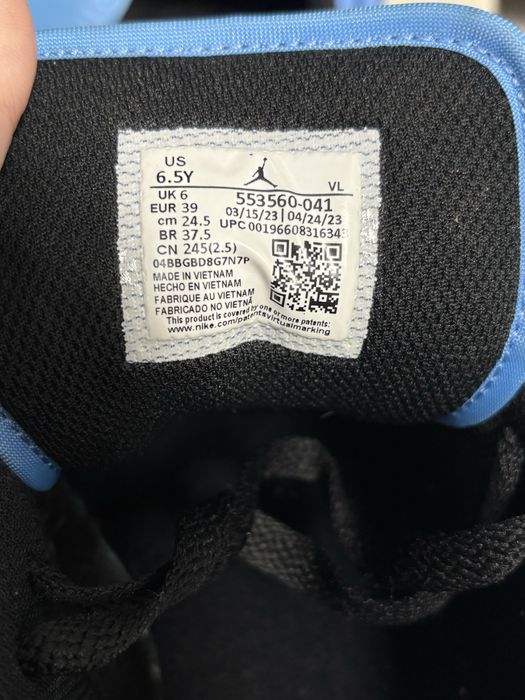 US
6.5Y
VL
UK 6
553560-041
EUR 39
03/15/23 | 04/24/23
cm 24.5
UPC 00196608316348
BR 37.5
CN 245(2.5)
04BBGBD8G7N7P
MADE IN VIETNAM
HECHO EN VIETNAM
FABRIQUE AU VIETNAM
FABRICADO NO VIETNÃ
This product is covered by one or more patents:
www.nike.com/patentsvirtualmarking